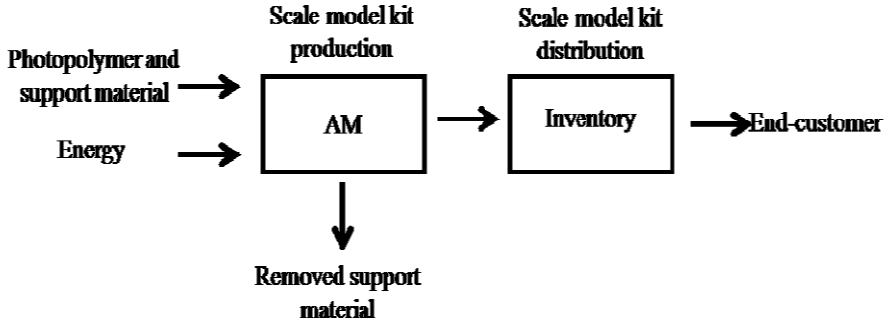 Scale model kit
production
Scale model kit
distribution
Photopolymer and
support material
Energy
AM
Inventory
End-customer
Removed support
material